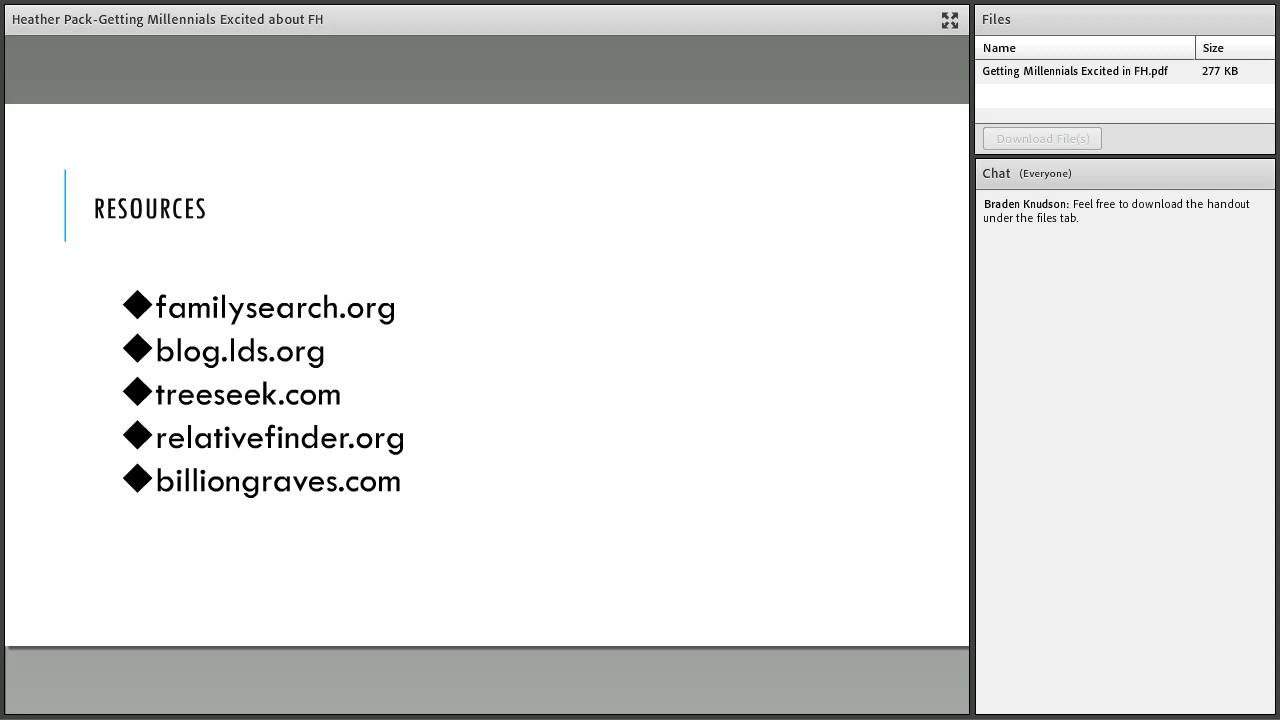 Heather Pack-Getting Millennials Excited about FH
RESOURCES
◆familysearch.org
◆blog.lds.org
◆treeseek.com
◆relativefinder.org
◆billiongraves.com
Files
Name Size
Getting Millennials Excited in FH.pdf 277 KB
Download File(s)
Chat (Everyone)
Braden Knudson: Feel free to download the handout
under the files tab.